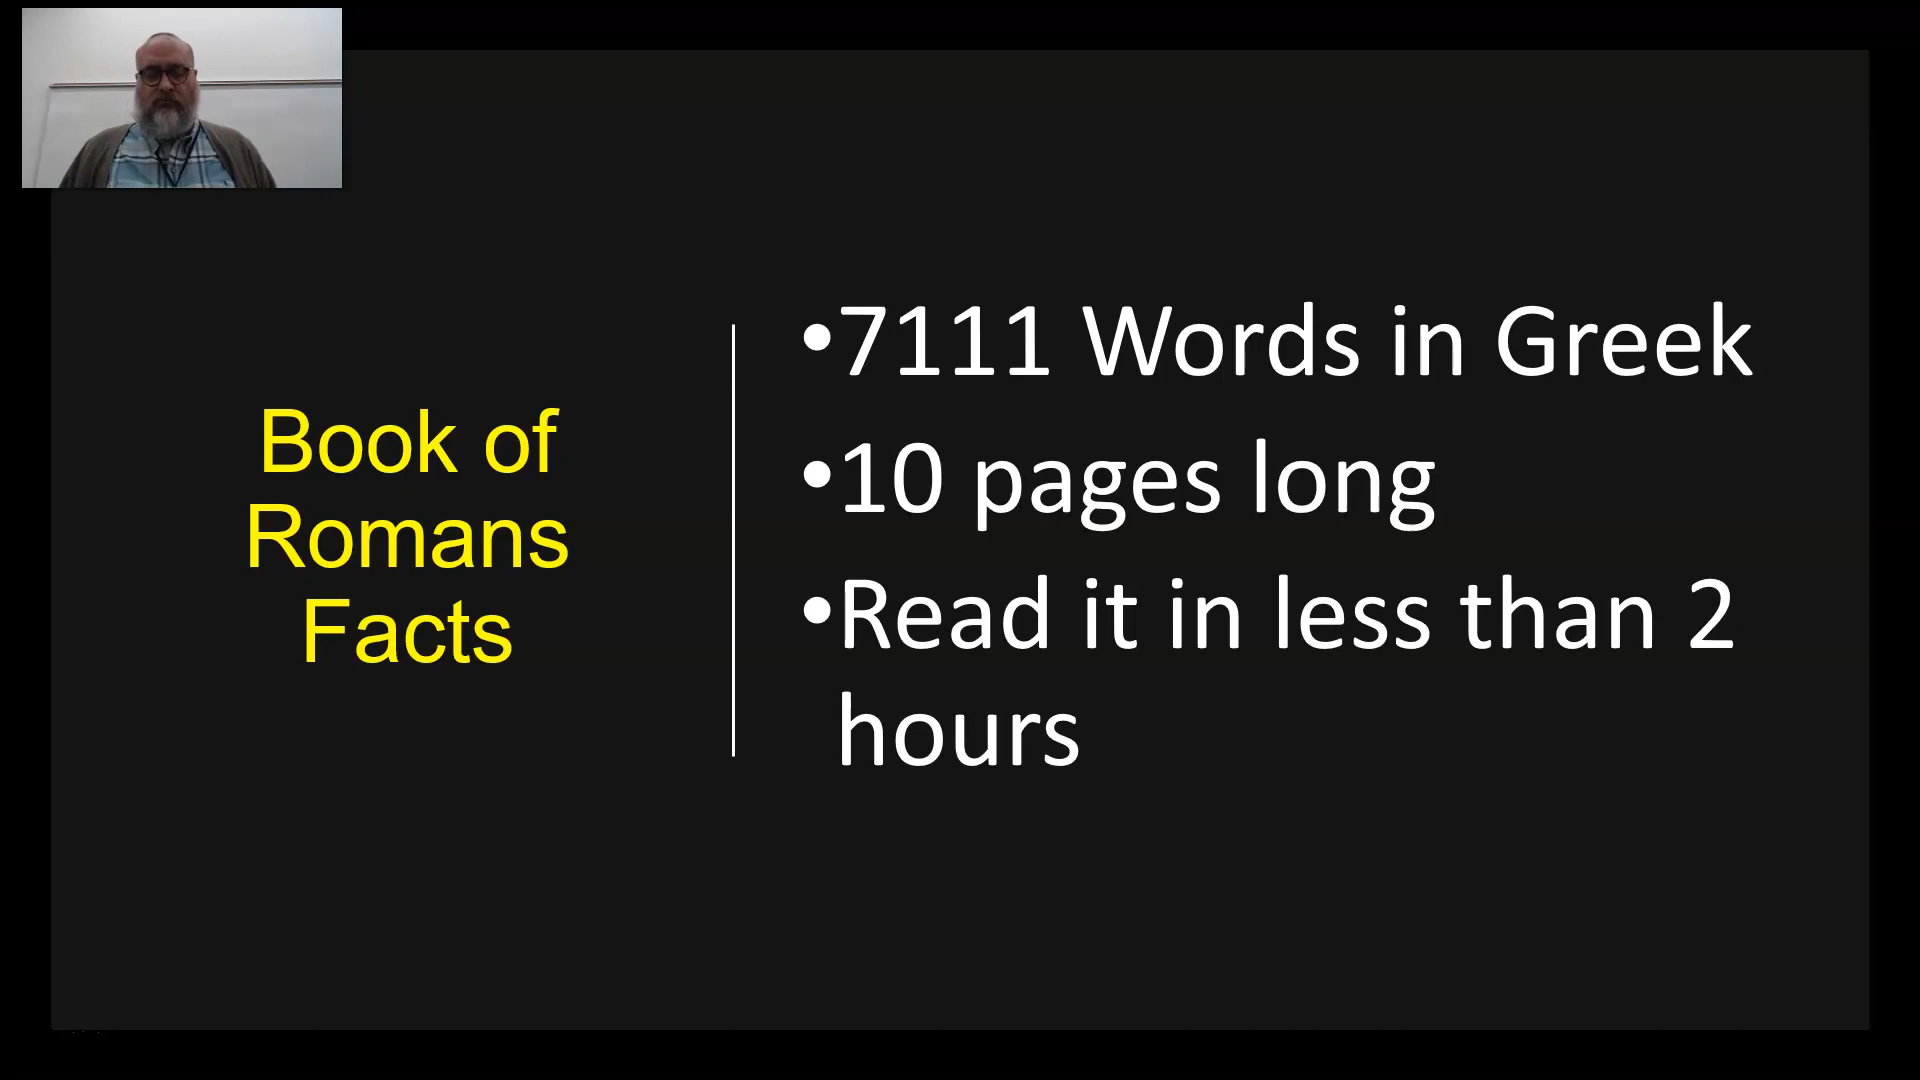 Book of
Romans
Facts
•7111 Words in Greek
•10 pages long
•Read it in less than 2
hours